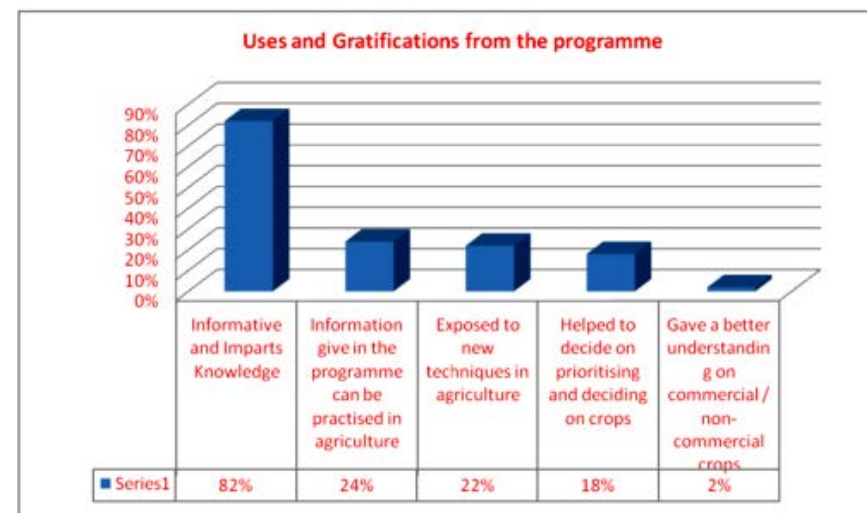 Uses and Gratifications from the programme
90%
80%
70%
60%
50%
40%
30%
20%
10%
0%
Informative
and Imparts
Knowledge
Information
give in the
programme
can be
practised in
agriculture
Exposed to
new
techniques in
agriculture
Helped to
decide on
prioritising
and deciding
on crops
Gave a better
understandin
g on
commercial /
non-
commercial
crops
Series1 82% 24% 22% 18% 2%